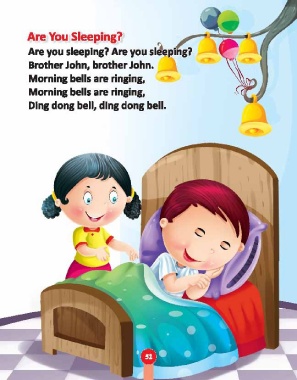 Are You Sleeping?
Are you sleeping? Are you sleeping?
Brother John, brother John.
Morning bells are ringing,
Morning bells are ringing,
Ding dong bell, ding dong bell.
51